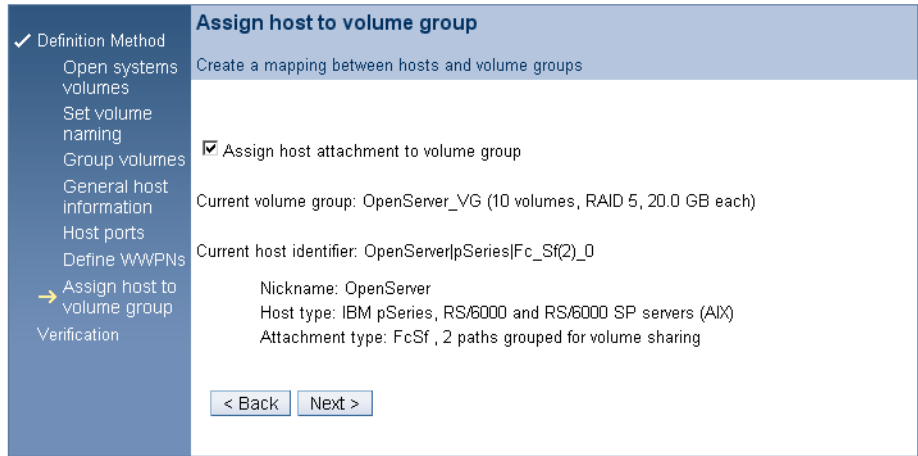 Definition Method
Open systems
volumes
Set volume
naming
Group volumes
General host
information
Host ports
Define WWPNs
Assign host to
volume group
Verification
Assign host to volume group
Create a mapping between hosts and volume groups
Assign host attachment to volume group
Current volume group: OpenServer_VG (10 volumes, RAID 5, 20.0 GB each)
Current host identifier: OpenServer|pSeries|Fc_Sf(2)_0
Nickname: OpenServer
Host type: IBM pSeries, RS/6000 and RS/6000 SP servers (AIX)
Attachment type: FcSf , 2 paths grouped for volume sharing
< Back Next >